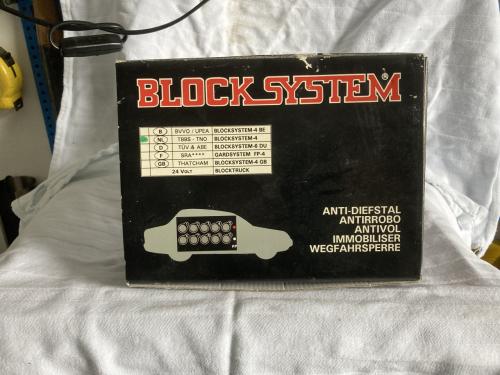 BLOCKSYSTEM®
B BVVO / UPEA BLOCKSYSTEM-4 BE
NL TBBS - TNO BLOCKSYSTEM-4
D TÜV & ABE BLOCKSYSTEM-6 DU
F SRA**** GARDSYSTEM FP-4
GB THATCHAM BLOCKSYSTEM-4 GB
24 VOLT BLOCKTRUCK
ANTI-DIEFSTAL
ANTIRROBO
ANTIVOL
IMMOBILISER
WEGFAHRSPERRE